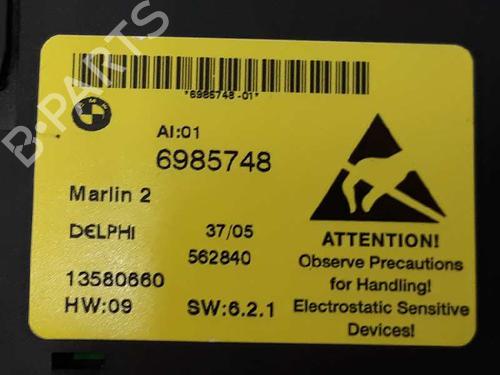 *6985748-01*
BMW
AI:01
6985748
Marlin 2
DELPHI 37/05
562840
13580660
HW:09 SW:6.2.1
ATTENTION!
Observe Precautions
for Handling!
Electrostatic Sensitive
Devices!
B-PARTS